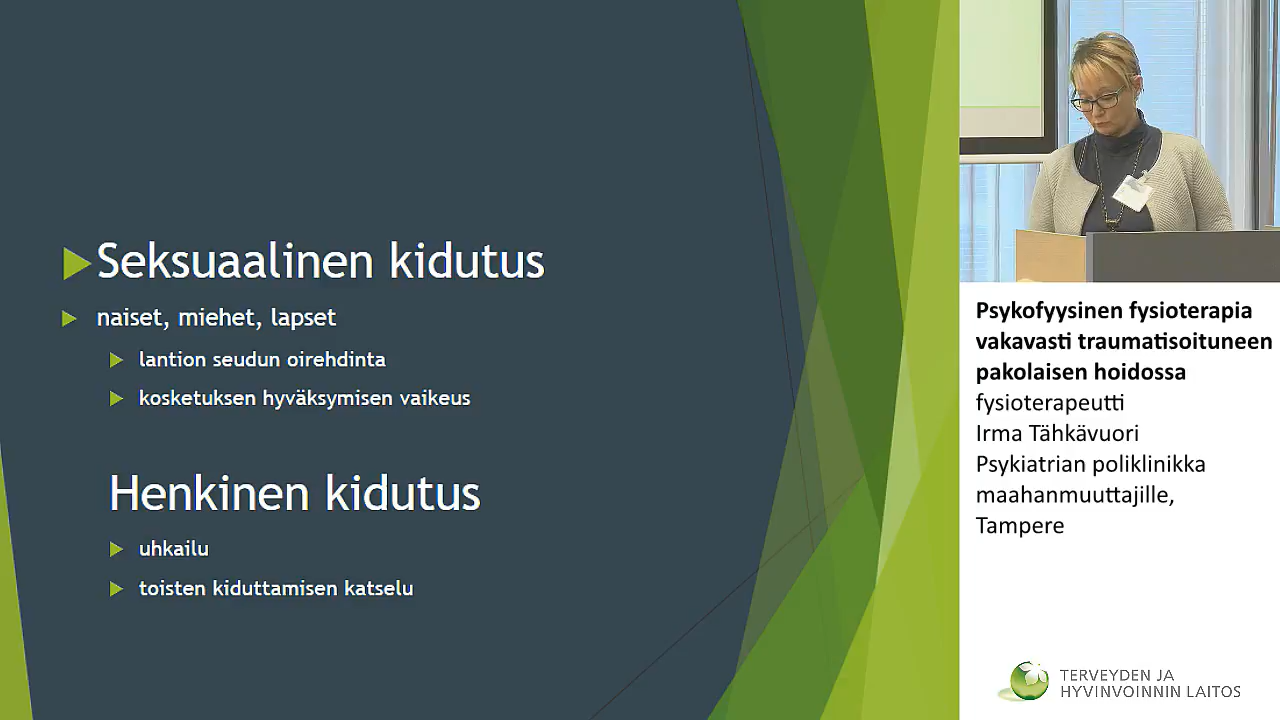 Seksuaalinen kidutus
naiset, miehet, lapset
lantion seudun oirehdinta
kosketuksen hyväksymisen vaikeus
Henkinen kidutus
uhkailu
toisten kiduttamisen katselu
Psykofyysinen fysioterapia
vakavasti traumatisoituneen
pakolaisen hoidossa
fysioterapeutti
Irma Tähkävuori
Psykiatrian poliklinikka
maahanmuuttajille,
Tampere
TERVEYDEN JA
HYVINVOINNIN LAITOS